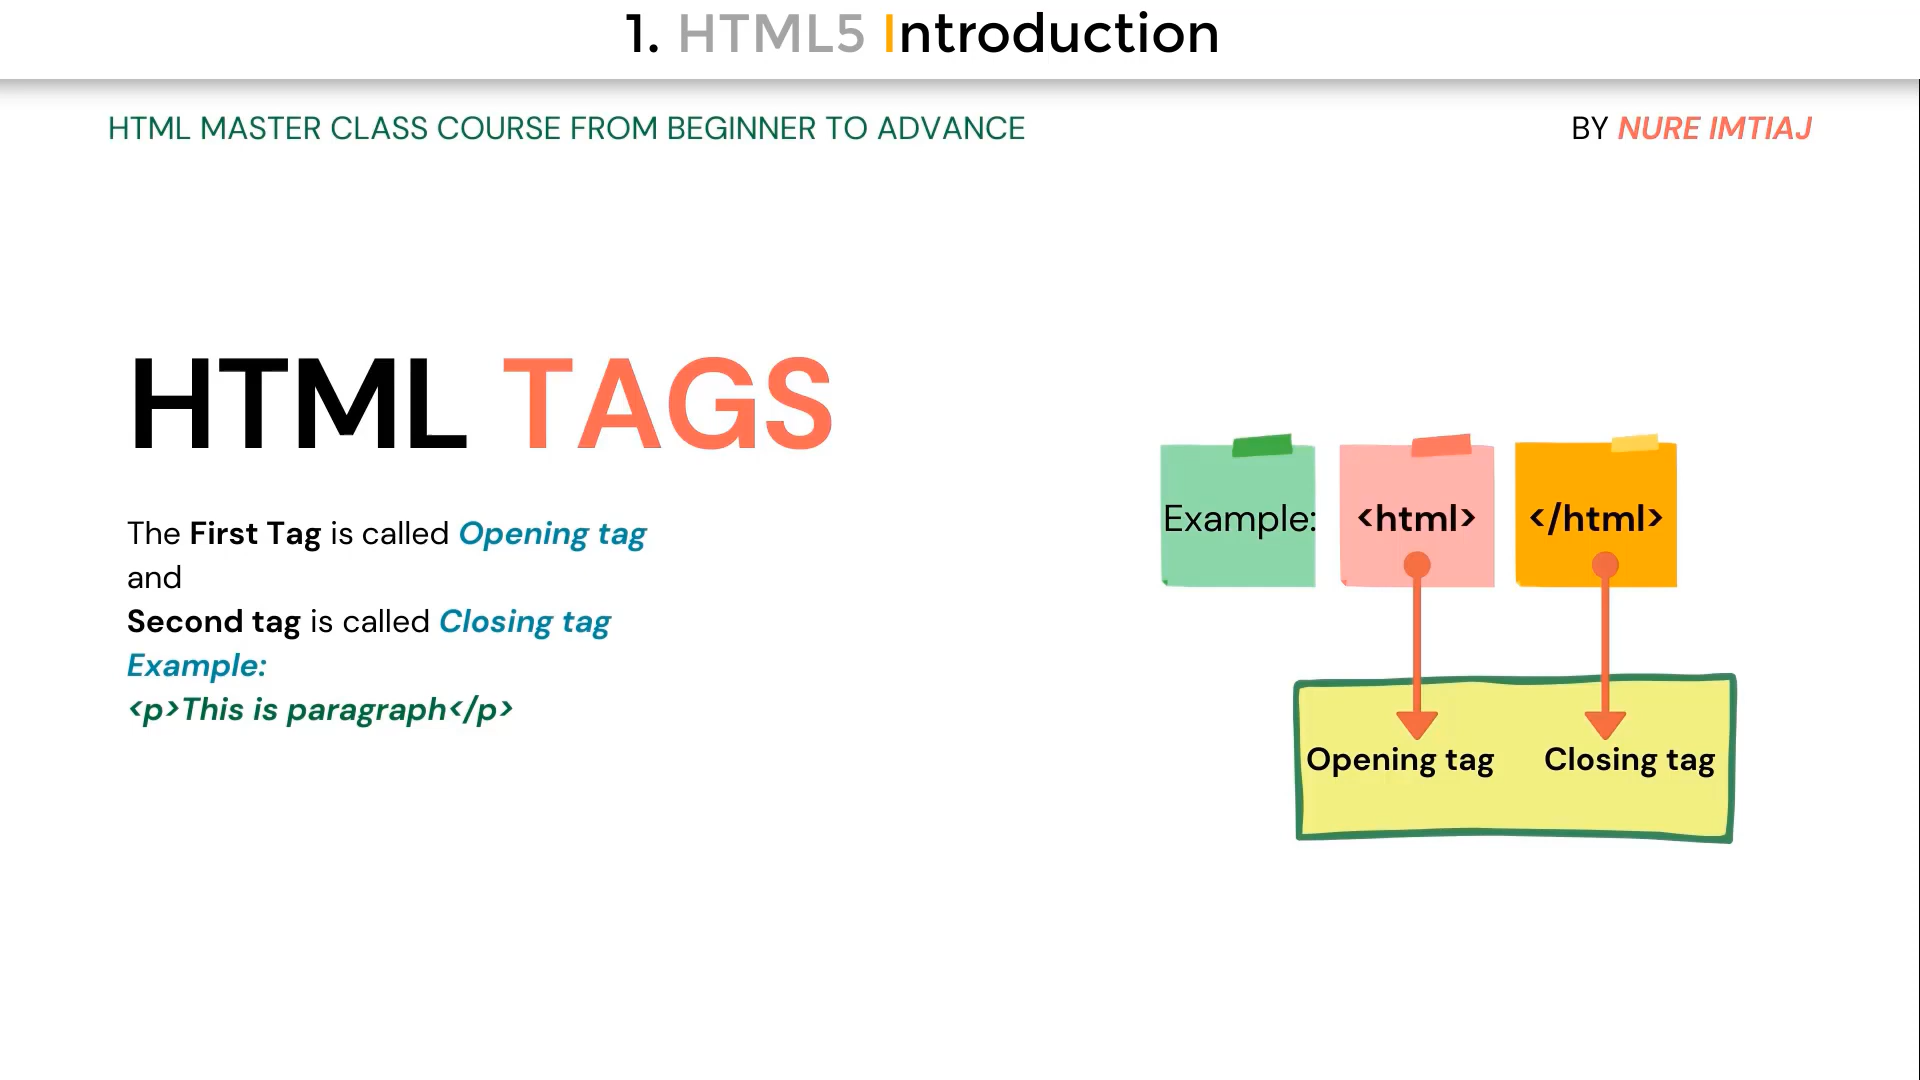 1. HTML5 Introduction
HTML MASTER CLASS COURSE FROM BEGINNER TO ADVANCE
BY NURE IMTIAJ
HTML TAGS
The First Tag is called Opening tag
and
Second tag is called Closing tag
Example:
<p>This is paragraph</p>
Example:
<html>
</html>
Opening tag
Closing tag